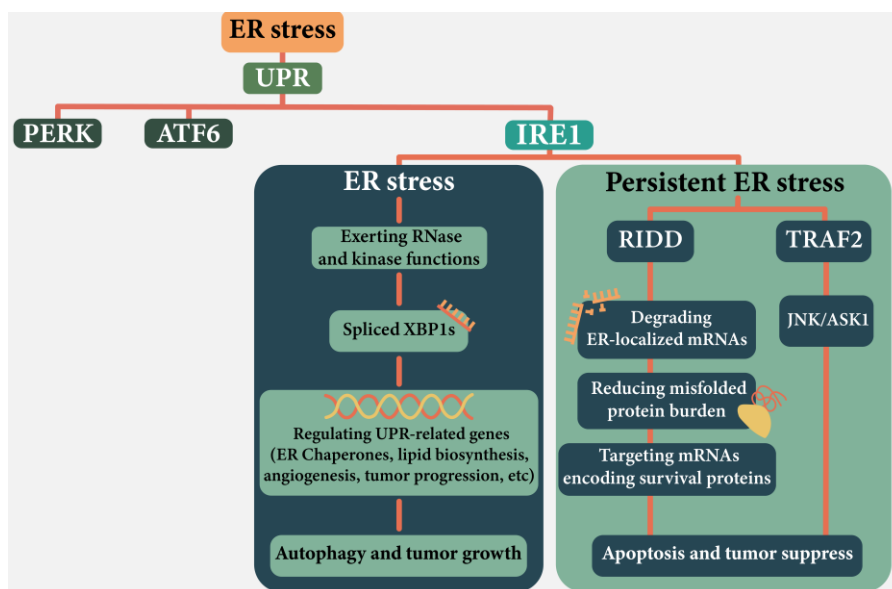 ER stress
UPR
PERK
ATF6
IRE1
ER stress
Exerting RNase
and kinase functions
Spliced XBP1s
Regulating UPR-related genes
(ER Chaperones, lipid biosynthesis,
angiogenesis, tumor progression, etc)
Autophagy and tumor growth
Persistent ER stress
RIDD
TRAF2
Degrading
ER-localized mRNAs
JNK/ASK1
Reducing misfolded
protein burden
Targeting mRNAs
encoding survival proteins
Apoptosis and tumor suppress